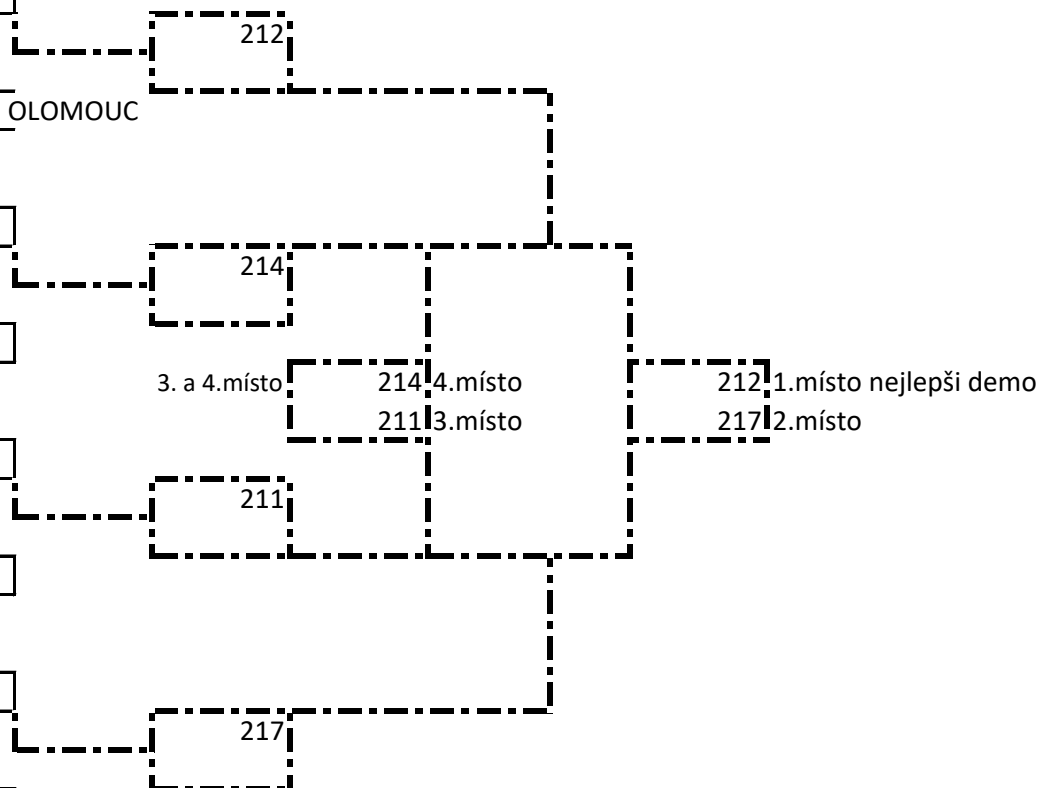 212
OLOMOUC
214
3. a 4.místo 214 4.místo 212 1.místo nejlepši demo
211 3.místo 217 2.místo
211
217